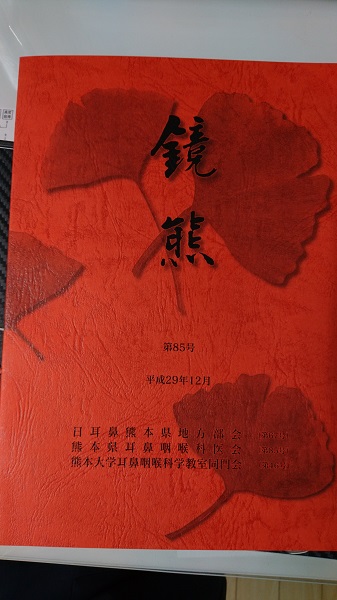 鏡
熊
第85号
平成29年12月
日耳鼻熊本県地方部会
熊本県耳鼻咽喉科医会
熊本大学耳鼻咽喉科学教室同門会